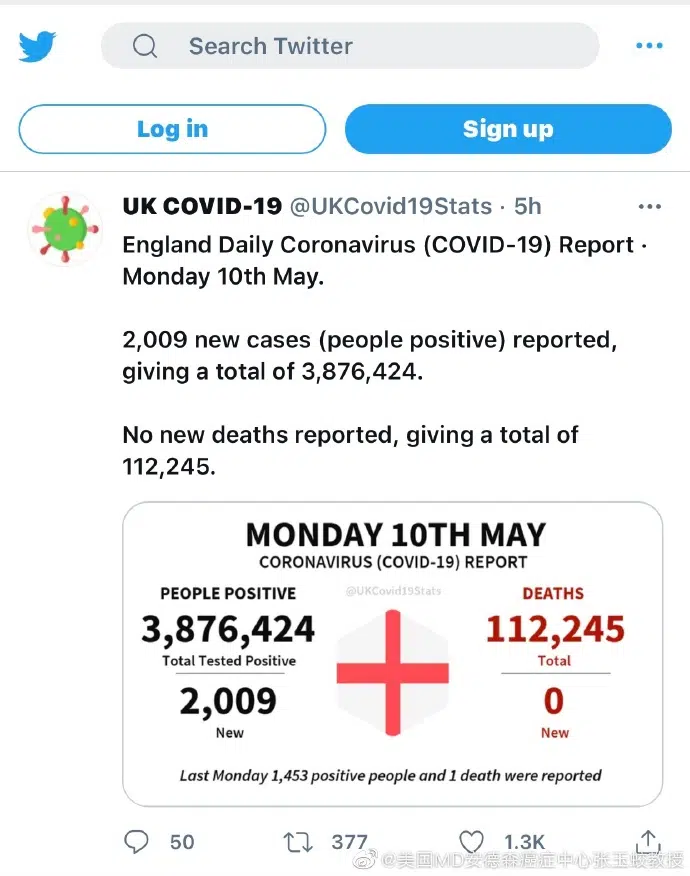 Search Twitter
Log in
Sign up
UK COVID-19 @UKCovid19Stats · 5h
England Daily Coronavirus (COVID-19) Report ·
Monday 10th May.
2,009 new cases (people positive) reported,
giving a total of 3,876,424.
No new deaths reported, giving a total of
112,245.
MONDAY 10TH MAY
CORONAVIRUS (COVID-19) REPORT
@UKCovid19Stats
PEOPLE POSITIVE
3,876,424
Total Tested Positive
2,009
New
DEATHS
112,245
Total
0
New
Last Monday 1,453 positive people and 1 death were reported
50
377
1.3K
@美国MD安德森癌症中心张玉蛟教授